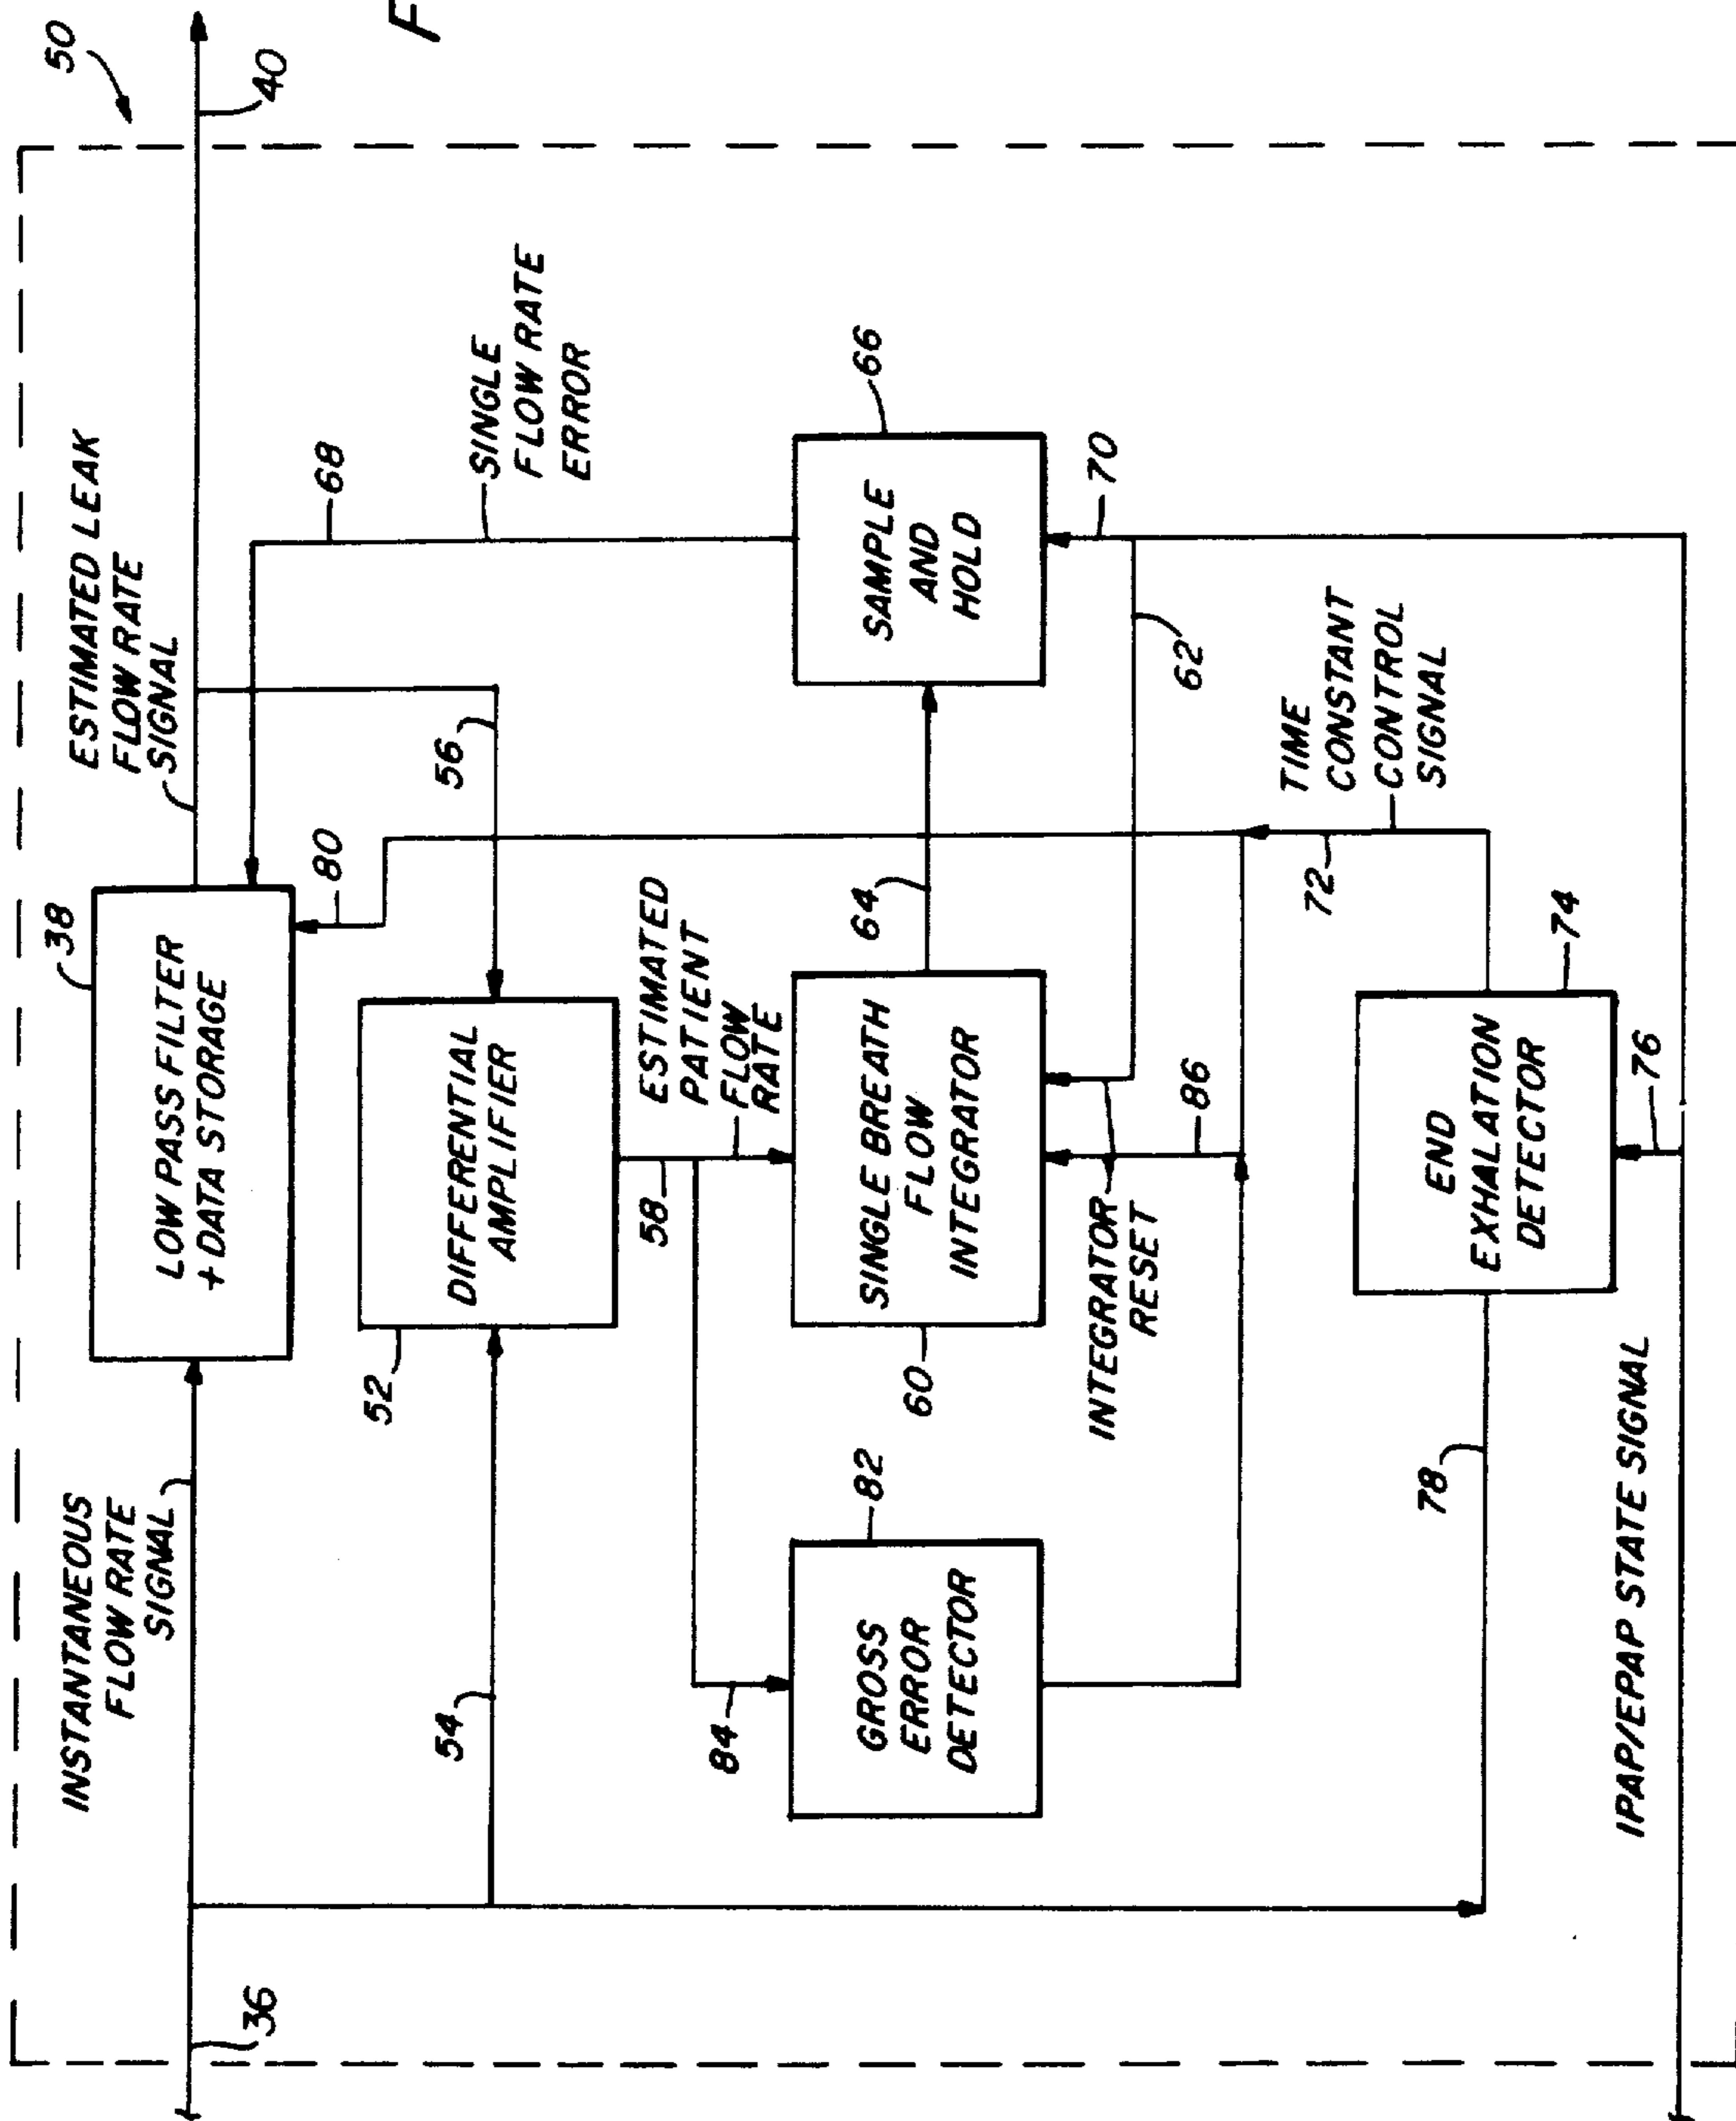 50
40
F
ESTIMATED LEAK
FLOW RATE
SIGNAL
INSTANTANEOUS
FLOW RATE
SIGNAL
36
38
LOW PASS FILTER
+ DATA STORAGE
68
80
56
54
52
DIFFERENTIAL
AMPLIFIER
SINGLE
FLOW RATE
ERROR
58
ESTIMATED
PATIENT
FLOW
RATE
84
82
GROSS
ERROR
DETECTOR
60
SINGLE BREATH
FLOW
INTEGRATOR
64
66
SAMPLE
AND
HOLD
70
62
INTEGRATOR
RESET
86
72
TIME
CONSTANT
CONTROL
SIGNAL
78
74
END
EXHALATION
DETECTOR
76
IPAP/EPAP STATE SIGNAL